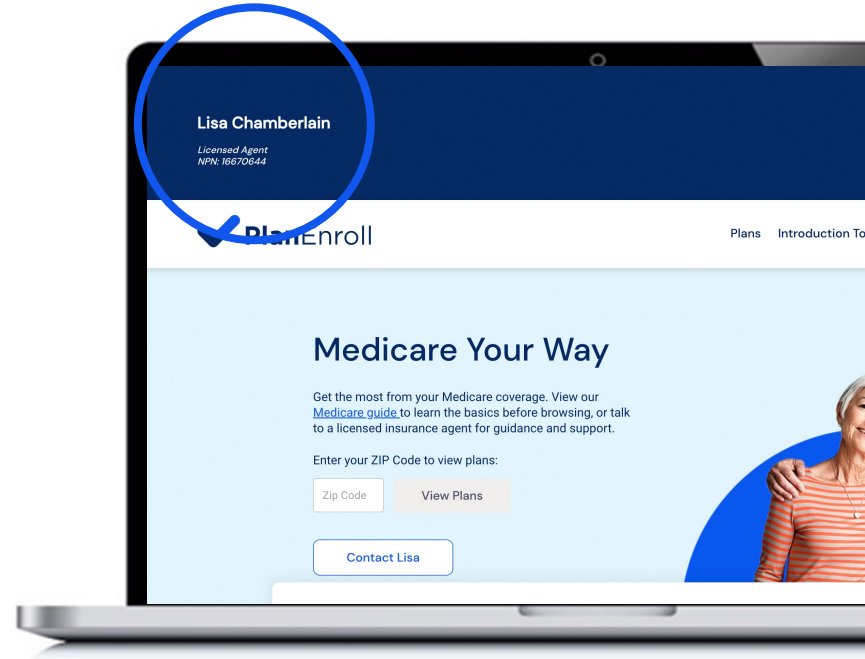 Lisa Chamberlain
Licensed Agent
NPN: 16670644
PlanEnroll
Plans Introduction To
Medicare Your Way
Get the most from your Medicare coverage. View our
Medicare guide to learn the basics before browsing, or talk
to a licensed insurance agent for guidance and support.
Enter your ZIP Code to view plans:
Zip Code View Plans
Contact Lisa